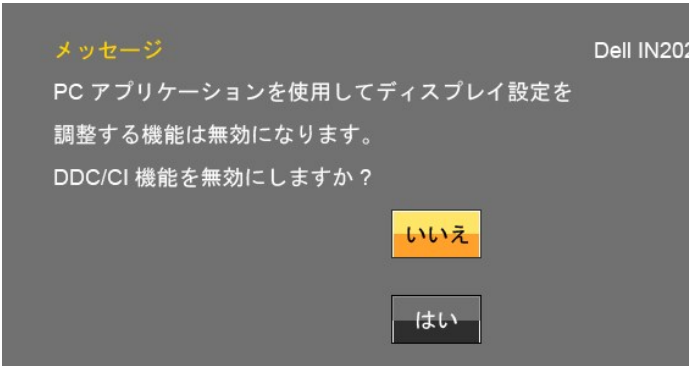 メッセージ
Dell IN202
PC アプリケーションを使用してディスプレイ設定を
調整する機能は無効になります。
DDC/CI 機能を無効にしますか？
いいえ
はい